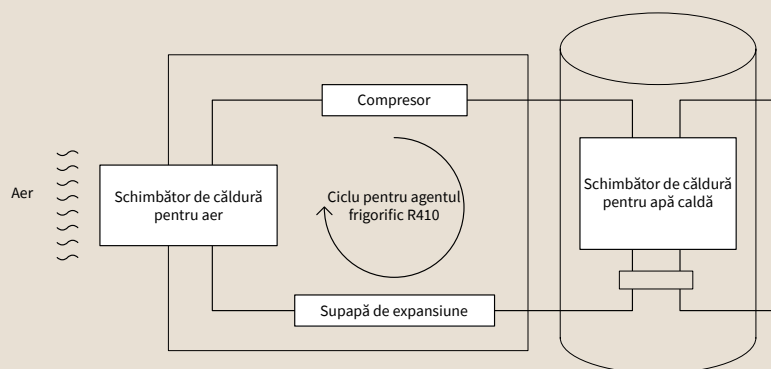 Compresor
Aer
Schimbător de căldură
pentru aer
Ciclu pentru agentul
frigorific R410
Schimbător de căldură
pentru apă caldă
Supapă de expansiune